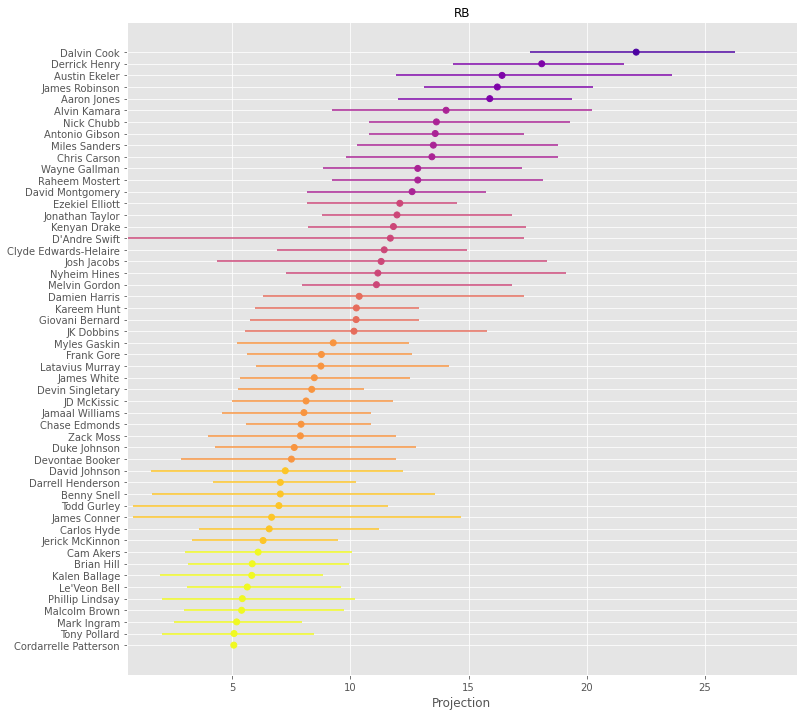 RB
Dalvin Cook
Derrick Henry
Austin Ekeler
James Robinson
Aaron Jones
Alvin Kamara
Nick Chubb
Antonio Gibson
Miles Sanders
Chris Carson
Wayne Gallman
Raheem Mostert
David Montgomery
Ezekiel Elliott
Jonathan Taylor
Kenyan Drake
D'Andre Swift
Clyde Edwards-Helaire
Josh Jacobs
Nyheim Hines
Melvin Gordon
Damien Harris
Kareem Hunt
Giovani Bernard
JK Dobbins
Myles Gaskin
Frank Gore
Latavius Murray
James White
Devin Singletary
JD McKissic
Jamaal Williams
Chase Edmonds
Zack Moss
Duke Johnson
Devontae Booker
David Johnson
Darrell Henderson
Benny Snell
Todd Gurley
James Conner
Carlos Hyde
Jerick McKinnon
Cam Akers
Brian Hill
Kalen Ballage
Le'Veon Bell
Phillip Lindsay
Malcolm Brown
Mark Ingram
Tony Pollard
Cordarrelle Patterson
5 10 15 20 25
Projection